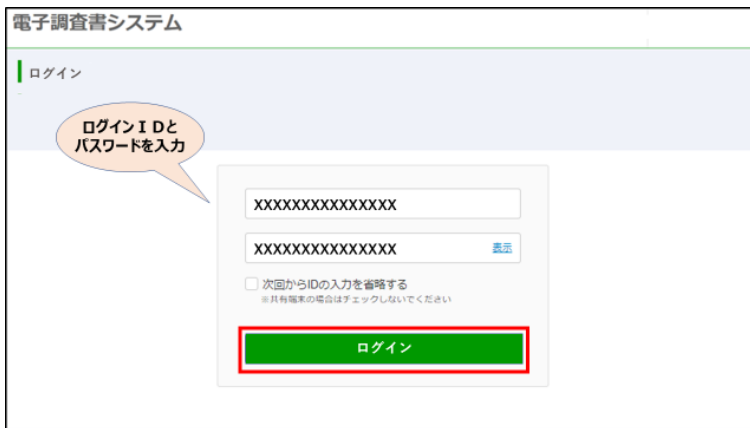 電子調査書システム
ログイン
ログインＩＤと
パスワードを入力
XXXXXXXXXXXXXXX
XXXXXXXXXXXXXXX 表示
次回からIDの入力を省略する
※共有端末の場合はチェックしないでください
ログイン